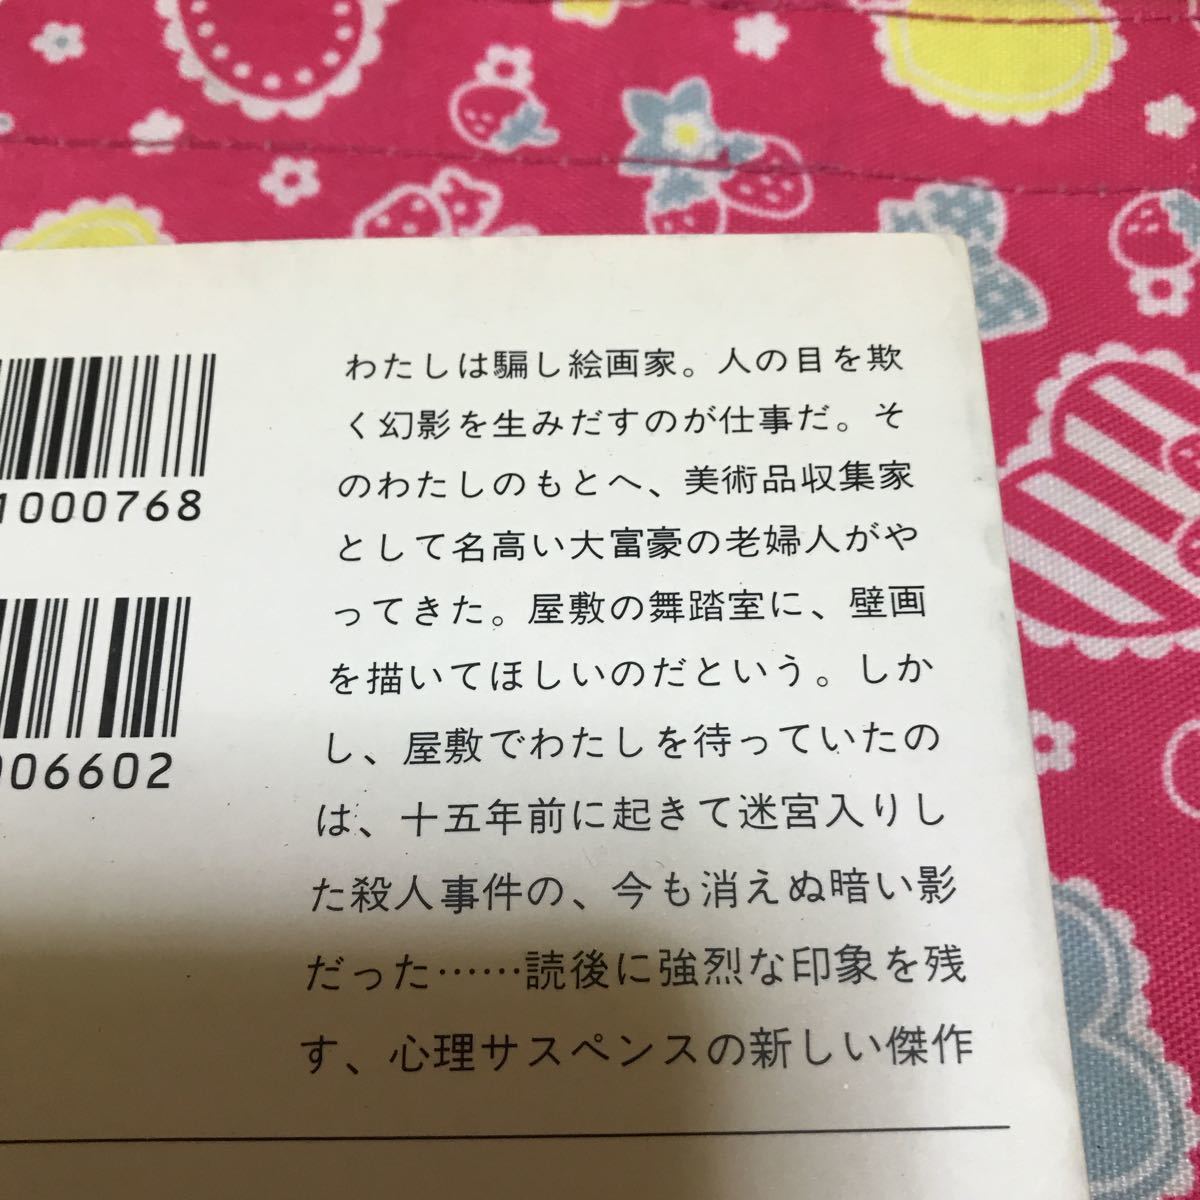 わたしは騙し絵画家。人の目を欺
く幻影を生みだすのが仕事だ。そ
のわたしのもとへ、美術品収集家
として名高い大富豪の老婦人がや
ってきた。屋敷の舞踏室に、壁画
を描いてほしいのだという。しか
し、屋敷でわたしを待っていたの
は、十五年前に起きて迷宮入りし
た殺人事件の、今も消えぬ暗い影
だった……読後に強烈な印象を残
す、心理サスペンスの新しい傑作
1000768
006602